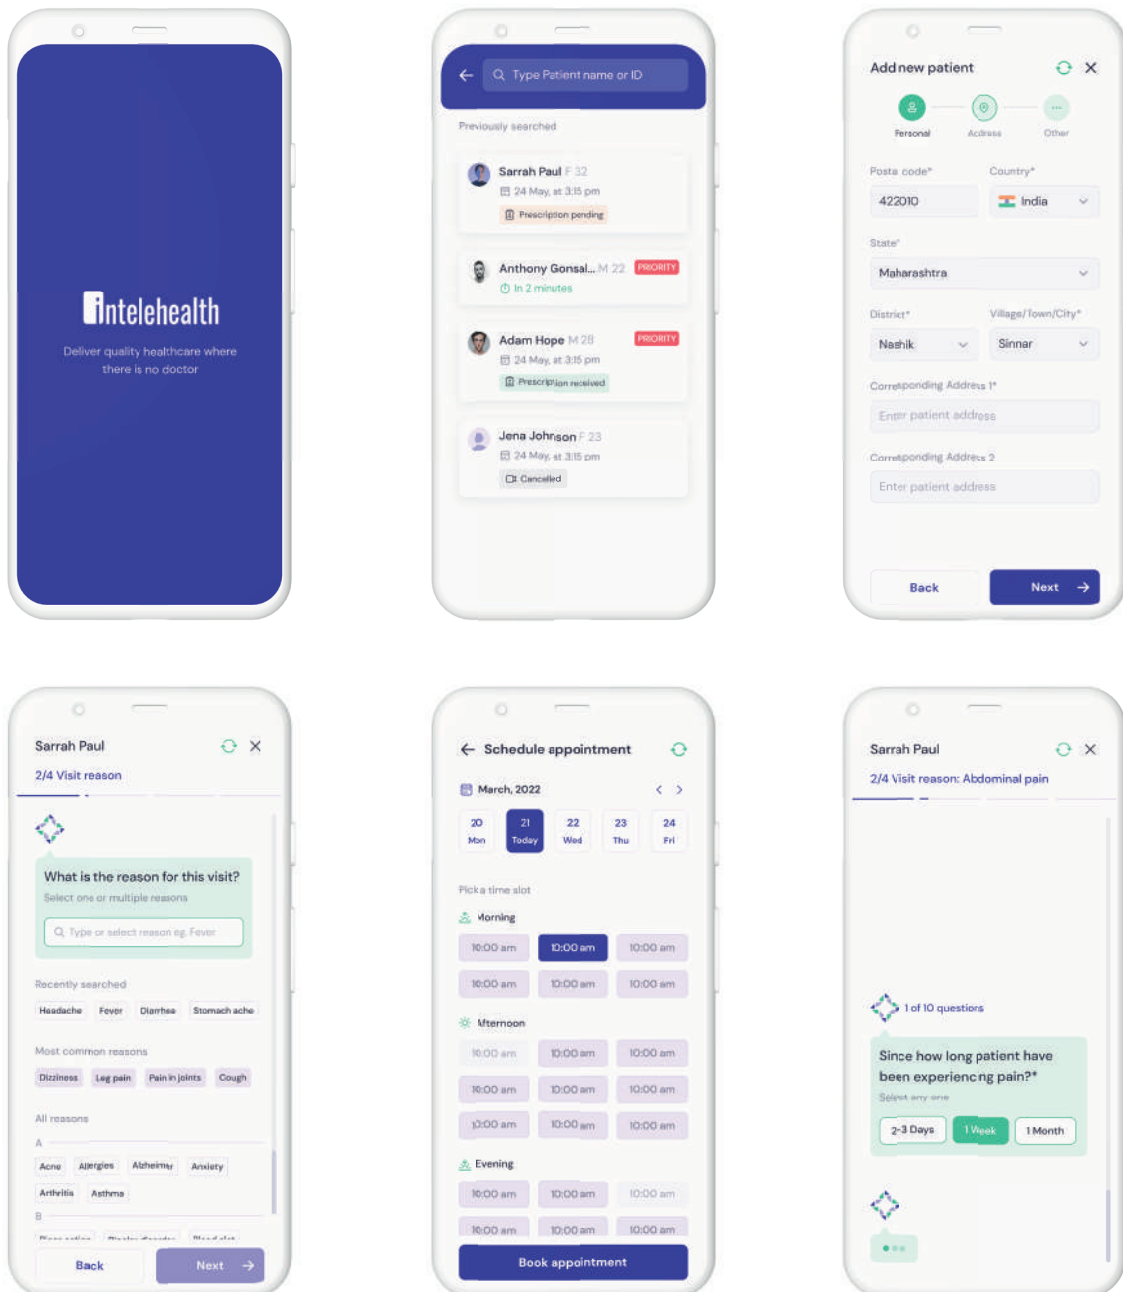 intelehealth
Deliver quality healthcare where
there is no doctor
Type Patient name or ID
Previously searched
Sarrah Paul F 32
24 May, at 3:15 pm
Prescription pending
Anthony Gonsal... M 22 PRIORITY
In 2 minutes
Adam Hope M 28 PRIORITY
24 May, at 3:15 pm
Prescription received
Jena Johnson F 23
24 May, at 3:15 pm
Cancelled
Add new patient
Personal Address Other
Posta code* Country*
422010 India
State*
Maharashtra
District* Village/Town/City*
Nashik Sinnar
Corresponding Address 1*
Enter patient address
Corresponding Address 2
Enter patient address
Back Next
Sarrah Paul
2/4 Visit reason
What is the reason for this visit?
Select one or multiple reasons
Type or select reason eg. Fever
Recently searched
Headache Fever Diarrhea Stomach ache
Most common reasons
Dizziness Leg pain Pain in joints Cough
All reasons
A
Acne Allergies Alzheimer Anxiety
Arthritis Asthma
B
Back Next
Schedule appointment
March, 2022
20 21 22 23 24
Mon Today Wed Thu Fri
Pick a time slot
Morning
10:00 am 10:00 am 10:00 am
10:00 am 10:00 am 10:00 am
Afternoon
10:00 am 10:00 am 10:00 am
10:00 am 10:00 am 10:00 am
10:00 am 10:00 am 10:00 am
Evening
10:00 am 10:00 am 10:00 am
10:00 am 10:00 am 10:00 am
Book appointment
Sarrah Paul
2/4 Visit reason: Abdominal pain
1 of 10 questions
Since how long patient have
been experiencing pain?*
Select any one
2-3 Days 1 Week 1 Month